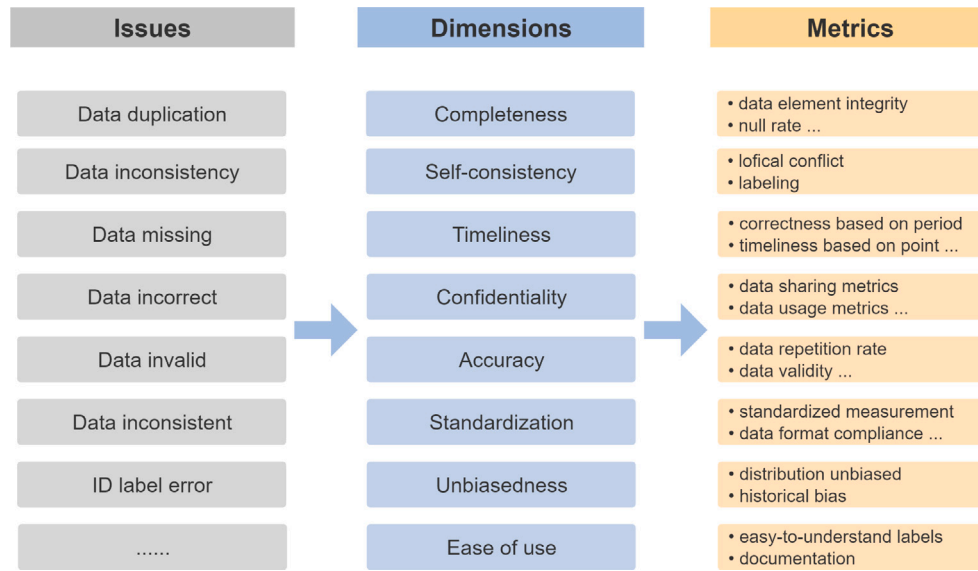 Issues
Dimensions
Metrics
Data duplication
Completeness
• data element integrity
• null rate ...
Data inconsistency
Self-consistency
• lofical conflict
• labeling
Data missing
Timeliness
• correctness based on period
• timeliness based on point ...
Data incorrect
Confidentiality
• data sharing metrics
• data usage metrics ...
Data invalid
Accuracy
• data repetition rate
• data validity ...
Data inconsistent
Standardization
• standardized measurement
• data format compliance ...
ID label error
Unbiasedness
• distribution unbiased
• historical bias
......
Ease of use
• easy-to-understand labels
• documentation